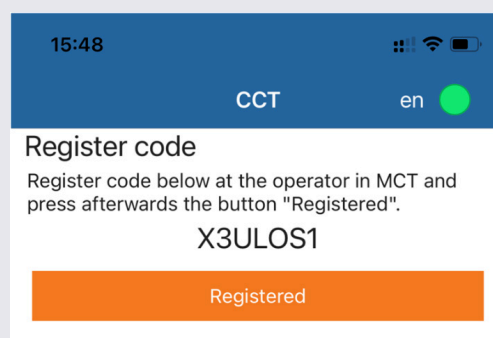 15:48
CCT
en
Register code
Register code below at the operator in MCT and
press afterwards the button "Registered".
X3ULOS1
Registered